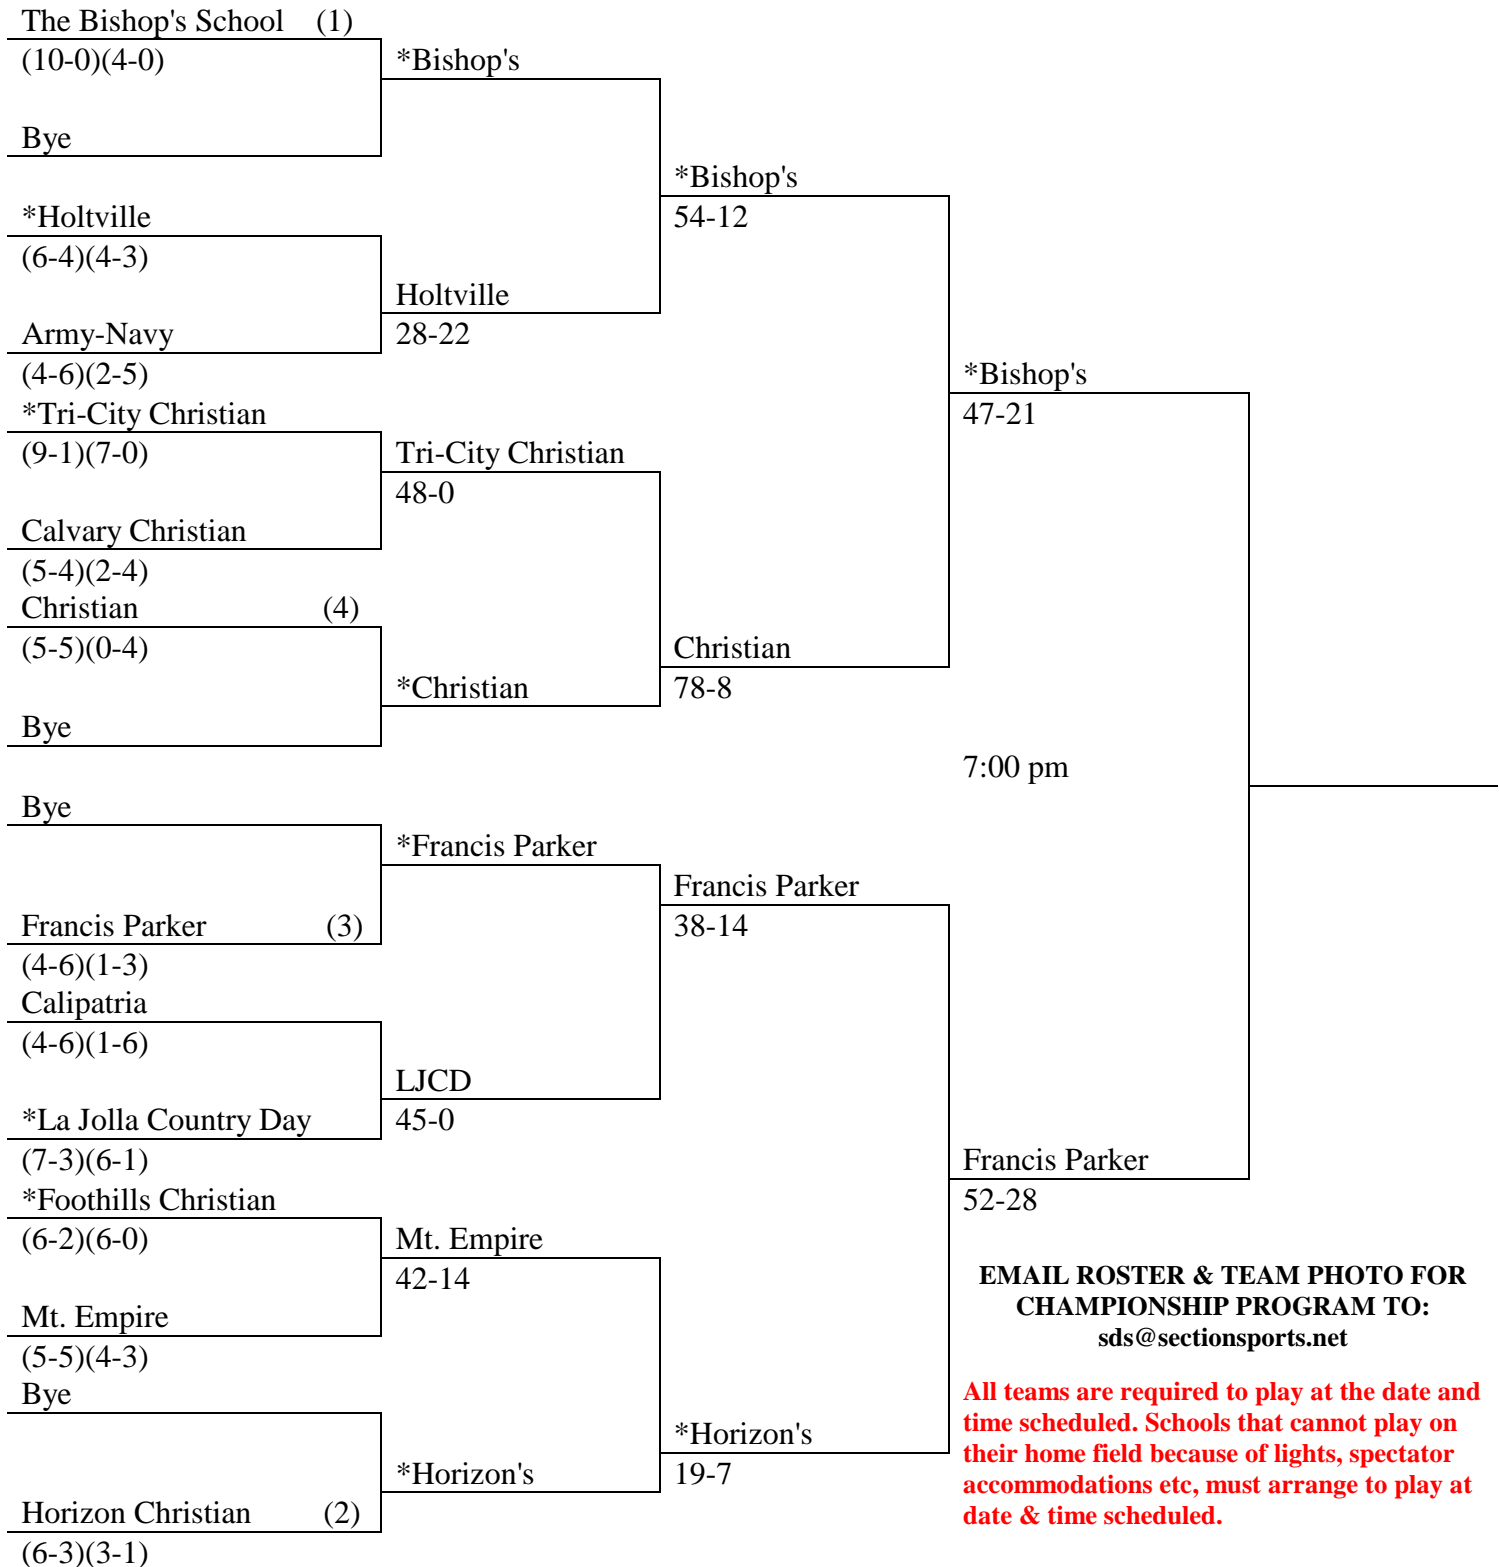 The Bishop's School (1)
(10-0)(4-0)
Bye
*Holtville
(6-4)(4-3)
Army-Navy
(4-6)(2-5)
*Tri-City Christian
(9-1)(7-0)
Calvary Christian
(5-4)(2-4)
Christian (4)
(5-5)(0-4)
Bye
Bye
Francis Parker (3)
(4-6)(1-3)
Calipatria
(4-6)(1-6)
*La Jolla Country Day
(7-3)(6-1)
*Foothills Christian
(6-2)(6-0)
Mt. Empire
(5-5)(4-3)
Bye
Horizon Christian (2)
(6-3)(3-1)
*Bishop's
Holtville
28-22
Tri-City Christian
48-0
*Christian
*Francis Parker
LJCD
45-0
Mt. Empire
42-14
*Horizon's
*Bishop's
54-12
Christian
78-8
Francis Parker
38-14
*Horizon's
19-7
*Bishop's
47-21
7:00 pm
Francis Parker
52-28
EMAIL ROSTER & TEAM PHOTO FOR
CHAMPIONSHIP PROGRAM TO:
sds@sectionsports.net
All teams are required to play at the date and
time scheduled. Schools that cannot play on
their home field because of lights, spectator
accommodations etc, must arrange to play at
date & time scheduled.